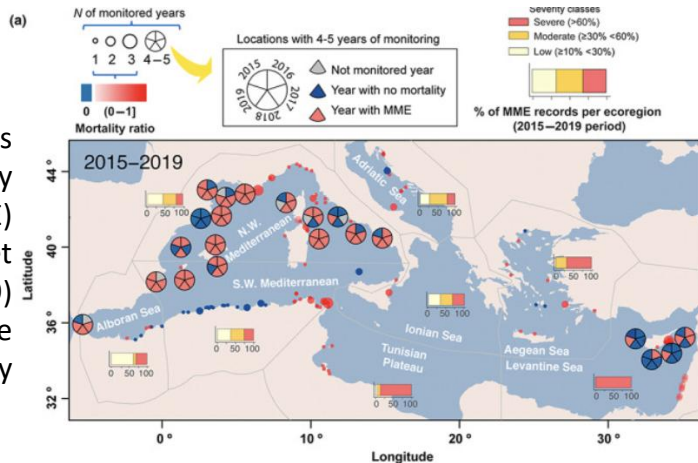 (a)
N of monitored years
1 2 3 4–5
0 (0–1]
Mortality ratio
Locations with 4-5 years of monitoring
2015
2016
2017
2018
2019
Not monitored year
Year with no mortality
Year with MME
Severity classes
Severe (>60%)
Moderate (≥30% <60%)
Low (≥10% <30%)
% of MME records per ecoregion
(2015–2019 period)
s
y
)
et
)
e
y
2015–2019
44°
40°
36°
32°
Latitude
Adriatic Sea
0 50 100
0 50 100
N.W.
Mediterranean
0 50 100
S.W. Mediterranean
0 50 100
Alboran Sea
0 50 100
Ionian Sea
Aegean Sea
0 50 100
Tunisian
Plateau
Levantine Sea
0 50 100
0 50 100
0°
10°
20°
30°
Longitude